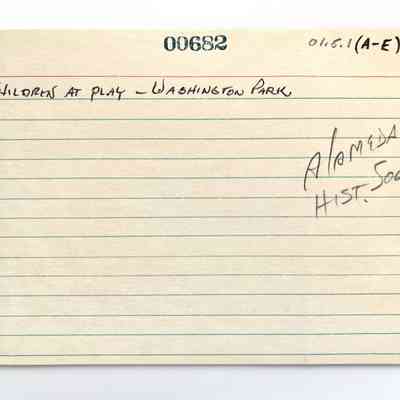 00682
01.5.1 (A-E)
CHILDREN AT PLAY - WASHINGTON PARK
ALAMEDA
HIST. SOC